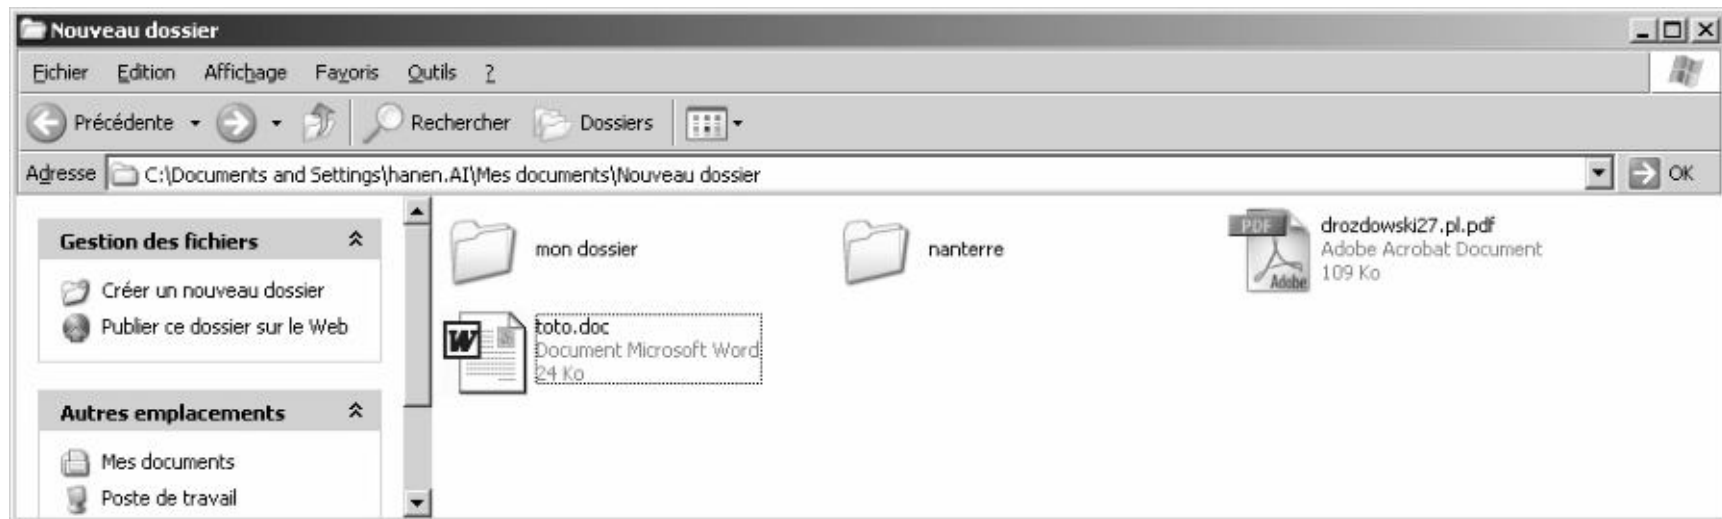 Nouveau dossier
Fichier Edition Affichage Favoris Outils ?
Précédente Rechercher Dossiers
Adresse C:\Documents and Settings\hanen.AI\Mes documents\Nouveau dossier OK
Gestion des fichiers
Créer un nouveau dossier
Publier ce dossier sur le Web
Autres emplacements
Mes documents
Poste de travail
mon dossier
nanterre
PDF
Adobe
drozdowski27.pl.pdf
Adobe Acrobat Document
109 Ko
W
toto.doc
Document Microsoft Word
24 Ko